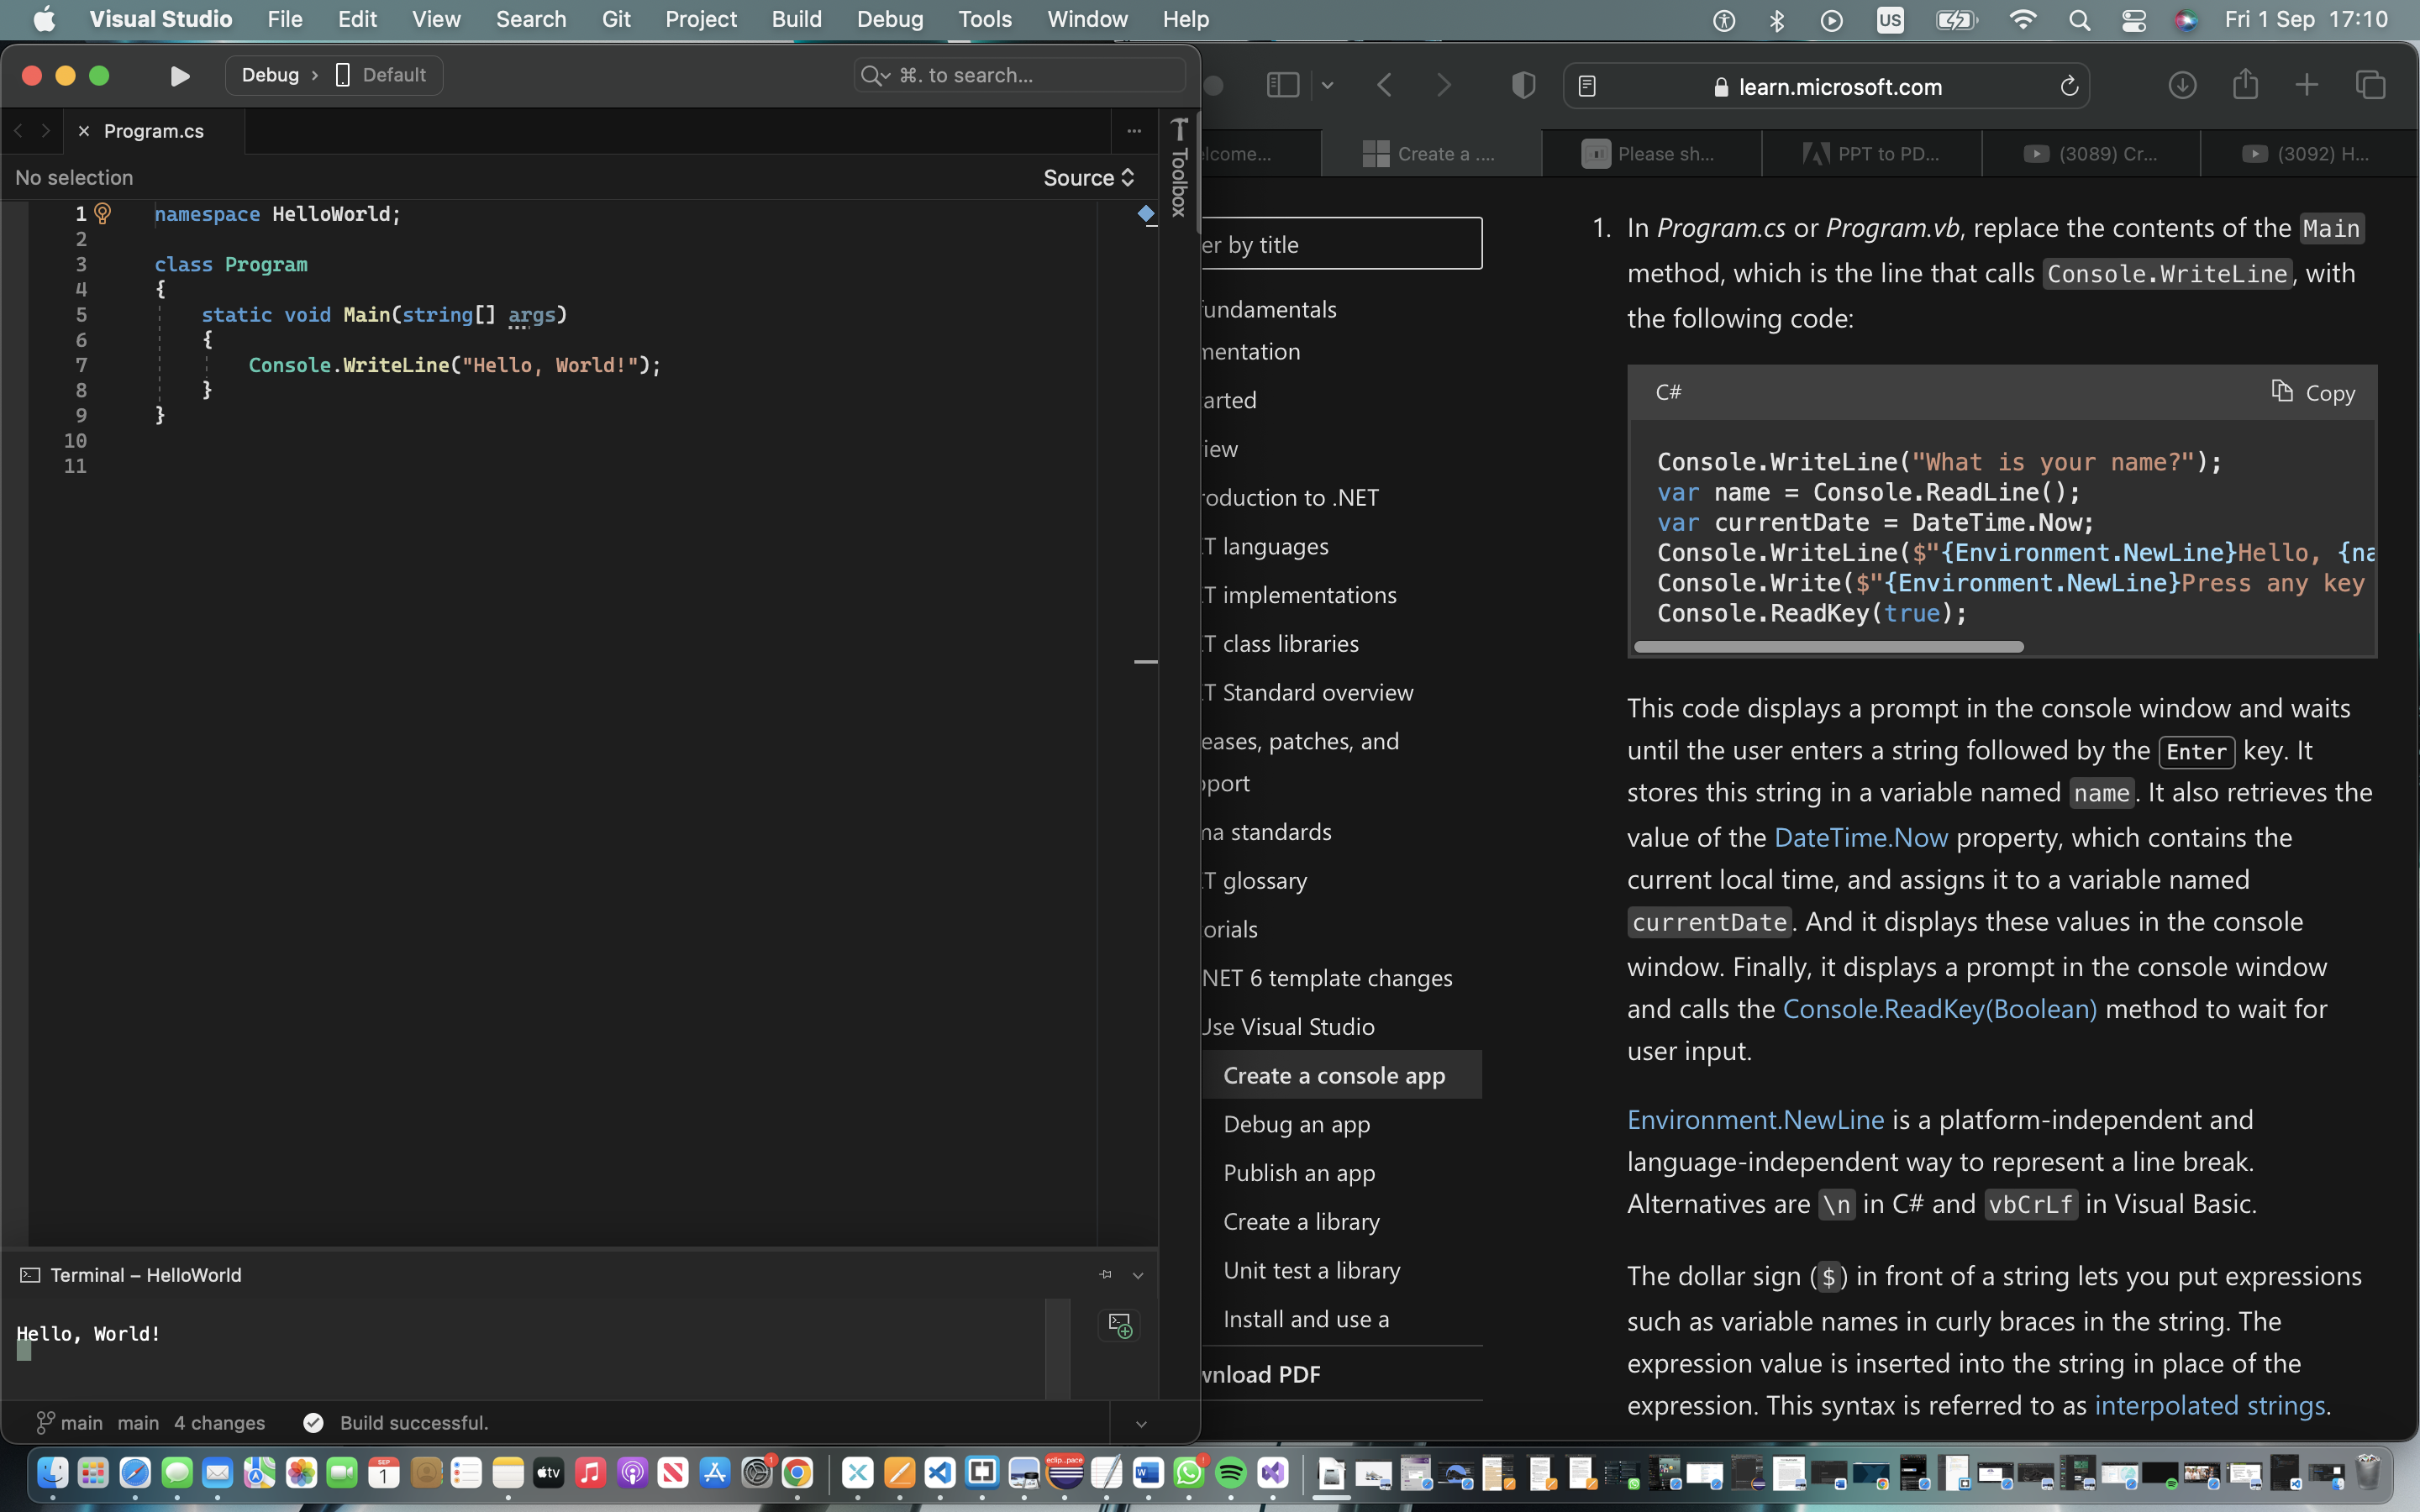 Visual Studio File Edit View Search Git Project Build Debug Tools Window Help US Fri 1 Sep 17:10
Debug › Default
⌘. to search...
Program.cs
No selection
Source
Toolbox
1 namespace HelloWorld;
2
3 class Program
4 {
5 static void Main(string[] args)
6 {
7 Console.WriteLine("Hello, World!");
8 }
9 }
10
11
Terminal – HelloWorld
Hello, World!
main main 4 changes Build successful.
learn.microsoft.com
lcome... Create a .... Please sh... PPT to PD... (3089) Cr... (3092) H...
er by title
undamentals
mentation
arted
iew
roduction to .NET
T languages
T implementations
T class libraries
T Standard overview
eases, patches, and
port
ma standards
T glossary
orials
NET 6 template changes
Use Visual Studio
Create a console app
Debug an app
Publish an app
Create a library
Unit test a library
Install and use a
wnload PDF
1. In Program.cs or Program.vb, replace the contents of the Main
method, which is the line that calls Console.WriteLine, with
the following code:
C# Copy
Console.WriteLine("What is your name?");
var name = Console.ReadLine();
var currentDate = DateTime.Now;
Console.WriteLine($"{Environment.NewLine}Hello, {na
Console.Write($"{Environment.NewLine}Press any key
Console.ReadKey(true);
This code displays a prompt in the console window and waits
until the user enters a string followed by the Enter key. It
stores this string in a variable named name. It also retrieves the
value of the DateTime.Now property, which contains the
current local time, and assigns it to a variable named
currentDate. And it displays these values in the console
window. Finally, it displays a prompt in the console window
and calls the Console.ReadKey(Boolean) method to wait for
user input.
Environment.NewLine is a platform-independent and
language-independent way to represent a line break.
Alternatives are \n in C# and vbCrLf in Visual Basic.
The dollar sign ($) in front of a string lets you put expressions
such as variable names in curly braces in the string. The
expression value is inserted into the string in place of the
expression. This syntax is referred to as interpolated strings.
SEP
1
tv
1
eclip...pace